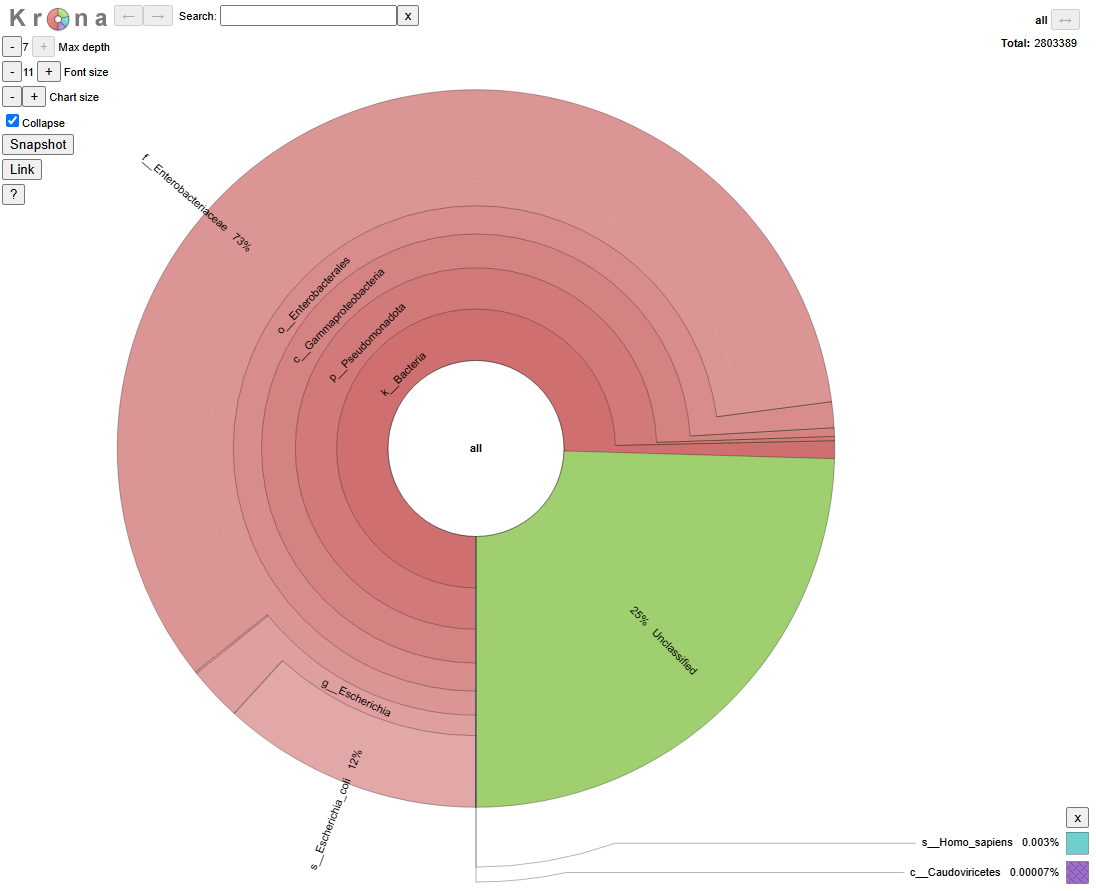 Krona ← → Search: x
all ↔
Total: 2803389
- 7 + Max depth
- 11 + Font size
- + Chart size
Collapse
Snapshot
Link
?
f__Enterobacteriaceae 73%
o__Enterobacterales
c__Gammaproteobacteria
p__Pseudomonadota
k__Bacteria
all
25% Unclassified
g__Escherichia
s__Escherichia_coli 12%
x
s__Homo_sapiens 0.003%
c__Caudoviricetes 0.00007%